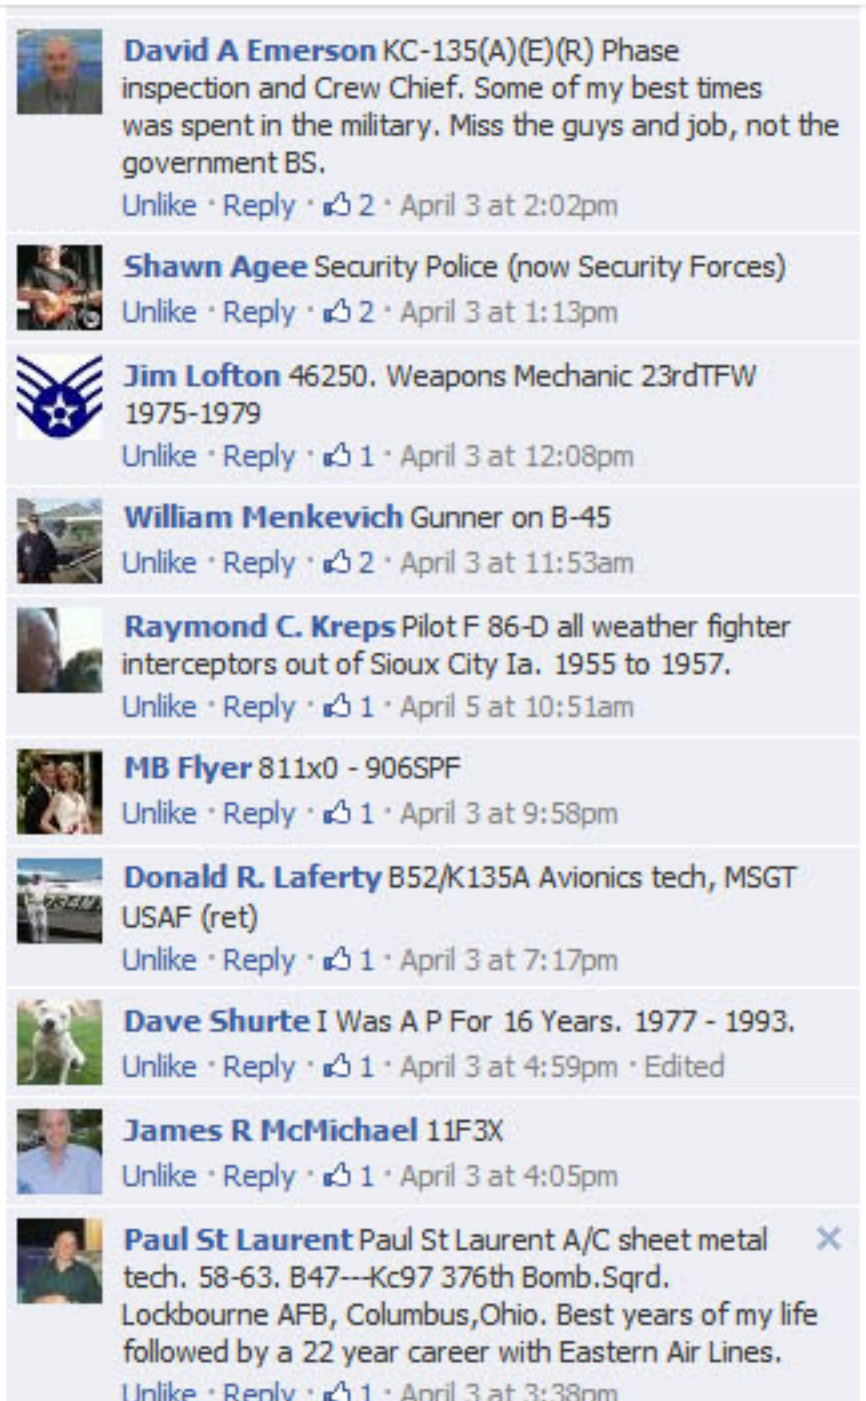 David A Emerson KC-135(A)(E)(R) Phase
inspection and Crew Chief. Some of my best times
was spent in the military. Miss the guys and job, not the
government BS.
Unlike · Reply · 2 · April 3 at 2:02pm
Shawn Agee Security Police (now Security Forces)
Unlike · Reply · 2 · April 3 at 1:13pm
Jim Lofton 46250. Weapons Mechanic 23rdTFW
1975-1979
Unlike · Reply · 1 · April 3 at 12:08pm
William Menkevich Gunner on B-45
Unlike · Reply · 2 · April 3 at 11:53am
Raymond C. Kreps Pilot F 86-D all weather fighter
interceptors out of Sioux City Ia. 1955 to 1957.
Unlike · Reply · 1 · April 5 at 10:51am
MB Flyer 811x0 - 906SPF
Unlike · Reply · 1 · April 3 at 9:58pm
Donald R. Laferty B52/K135A Avionics tech, MSGT
USAF (ret)
Unlike · Reply · 1 · April 3 at 7:17pm
Dave Shurte I Was A P For 16 Years. 1977 - 1993.
Unlike · Reply · 1 · April 3 at 4:59pm · Edited
James R McMichael 11F3X
Unlike · Reply · 1 · April 3 at 4:05pm
Paul St Laurent Paul St Laurent A/C sheet metal
tech. 58-63. B47---Kc97 376th Bomb.Sqrd.
Lockbourne AFB, Columbus,Ohio. Best years of my life
followed by a 22 year career with Eastern Air Lines.
Unlike · Reply · 1 · April 3 at 3:38pm